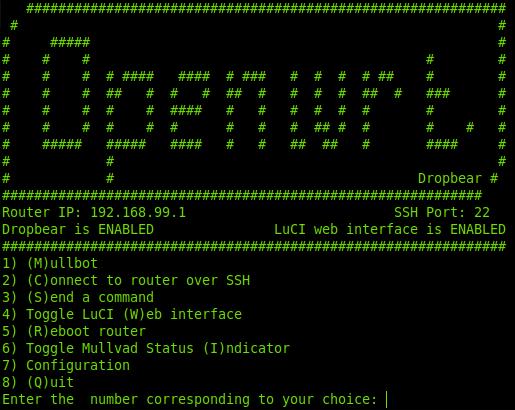 OpenWrt
Dropbear
Router IP: 192.168.99.1 SSH Port: 22
Dropbear is ENABLED LuCI web interface is ENABLED
1) (M)ullbot
2) (C)onnect to router over SSH
3) (S)end a command
4) Toggle LuCI (W)eb interface
5) (R)eboot router
6) Toggle Mullvad Status (I)ndicator
7) Configuration
8) (Q)uit
Enter the  number corresponding to your choice: